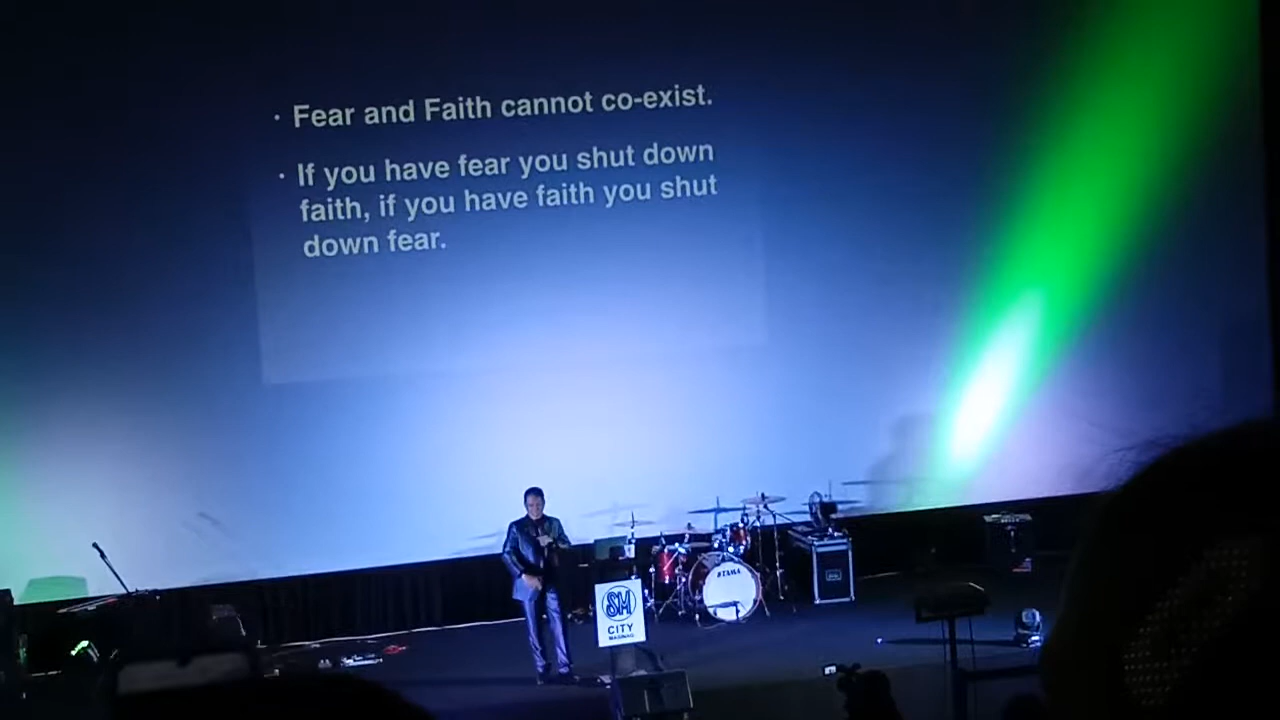 · Fear and Faith cannot co-exist.
· If you have fear you shut down
faith, if you have faith you shut
down fear.
TAMA
SM
CITY
MASINAG